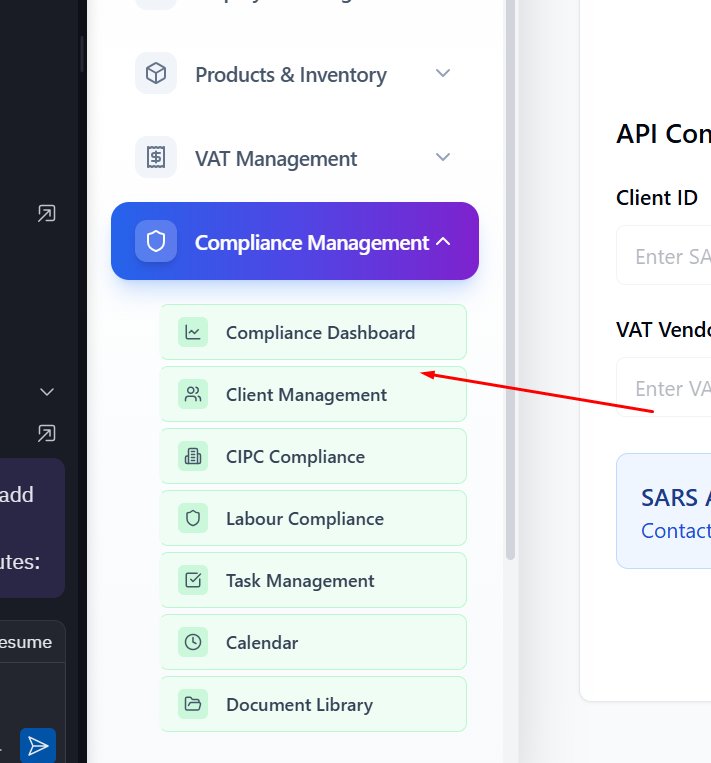 Products & Inventory
VAT Management
Compliance Management
Compliance Dashboard
Client Management
CIPC Compliance
Labour Compliance
Task Management
Calendar
Document Library
API Con
Client ID
Enter SA
VAT Vendo
Enter VA
SARS A
Contact
add
utes:
esume